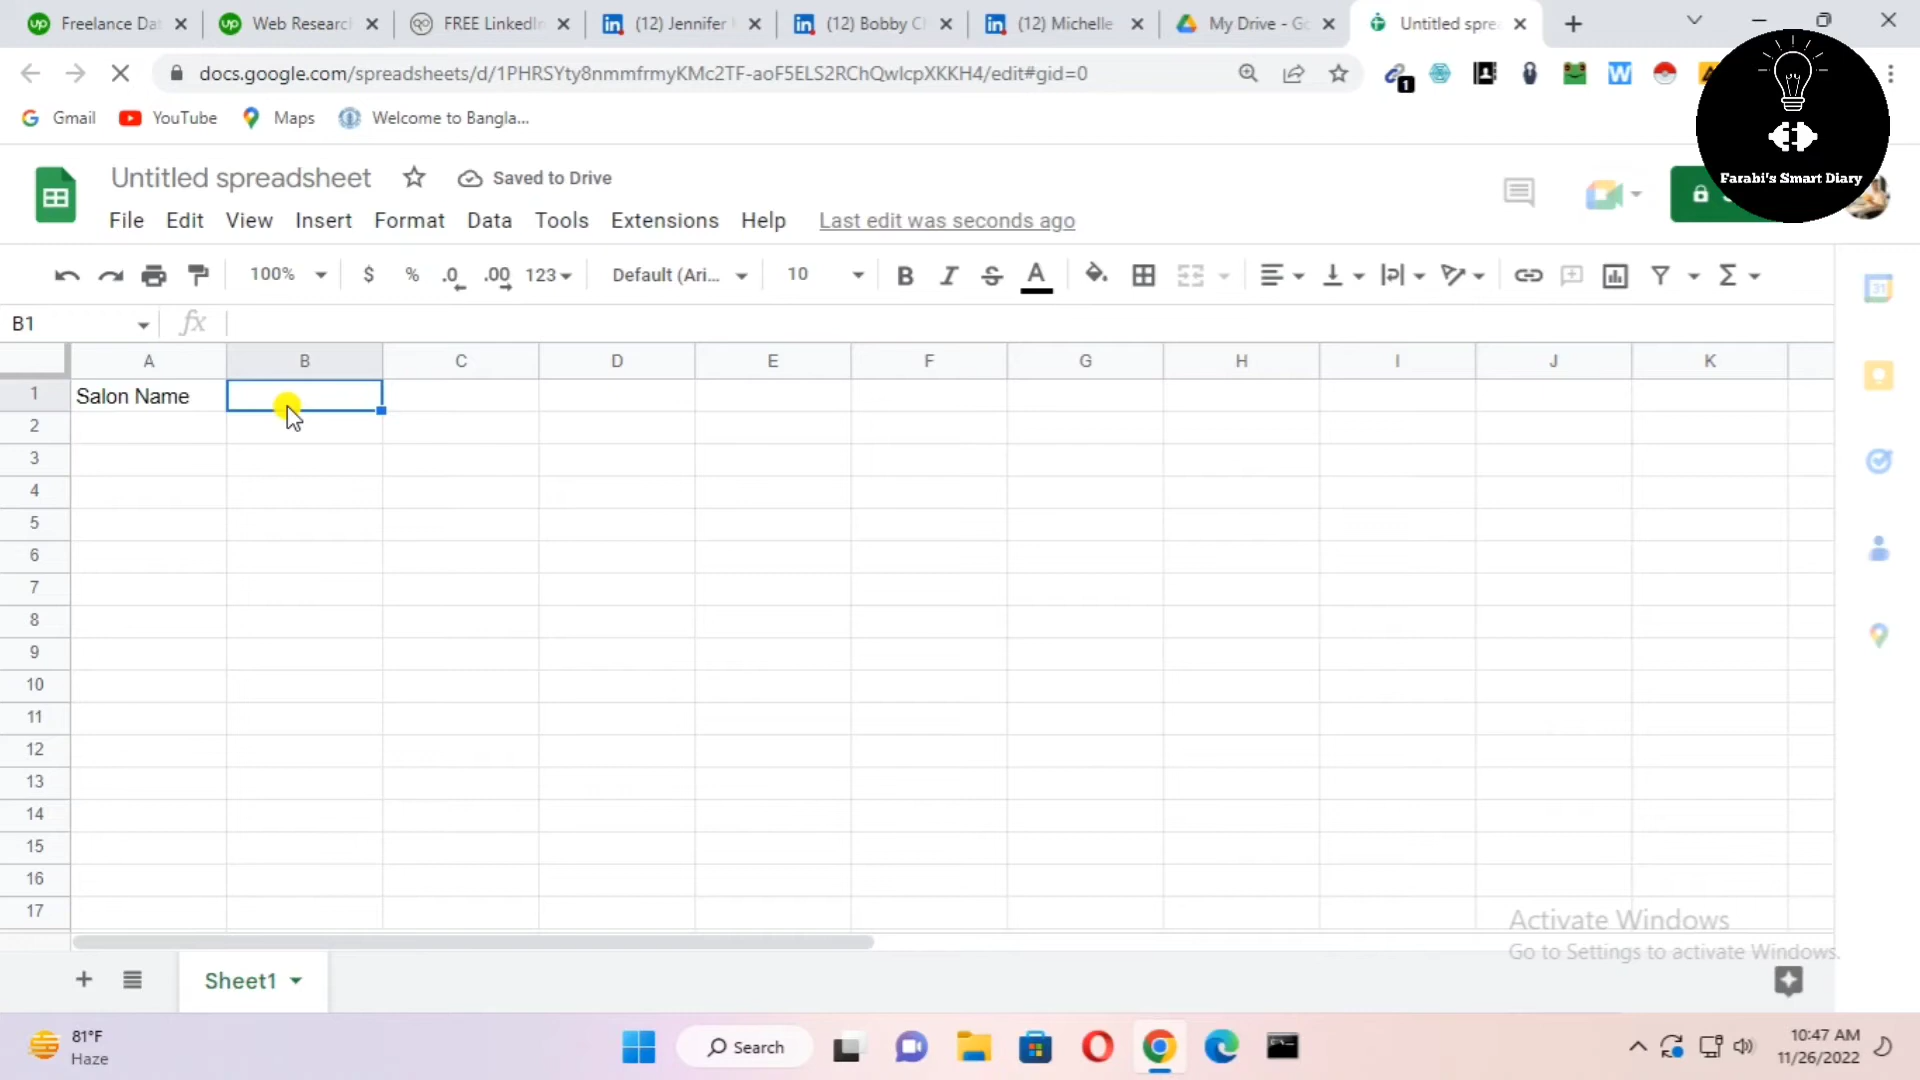 Freelance Da
Web Researc
FREE LinkedIn
(12) Jennifer
(12) Bobby C
(12) Michelle
My Drive - Go
Untitled spre
docs.google.com/spreadsheets/d/1PHRSYty8nmmfrmyKMc2TF-aoF5ELS2RChQwIcpXKKH4/edit#gid=0
1
Gmail
YouTube
Maps
Welcome to Bangla...
Farabi's Smart Diary
Untitled spreadsheet
Saved to Drive
File Edit View Insert Format Data Tools Extensions Help Last edit was seconds ago
100% $ % .0 .00 123 Default (Ari... 10 B I S A
B1 fx
A B C D E F G H I J K
1 Salon Name
2
3
4
5
6
7
8
9
10
11
12
13
14
15
16
17
31
Activate Windows
Go to Settings to activate Windows.
Sheet1
81°F
Haze
Search
10:47 AM
11/26/2022